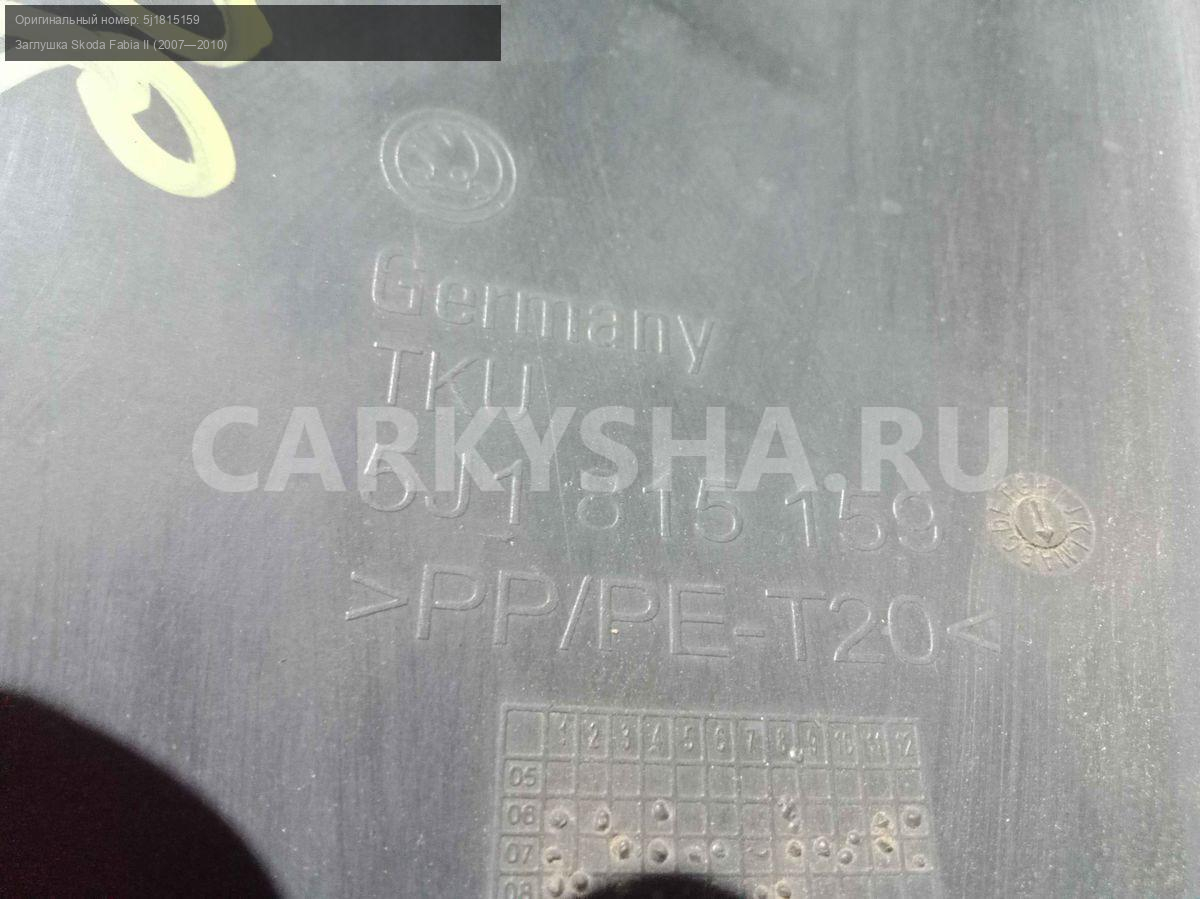 Оригинальный номер: 5j1815159
Заглушка Skoda Fabia II (2007—2010)
Germany
TKU
CARKYSHA.RU
5J1 815 159
>PP/PE-T20<
1 2 3 4 5 6 7 8 9 10 11 12
05
06
07
08